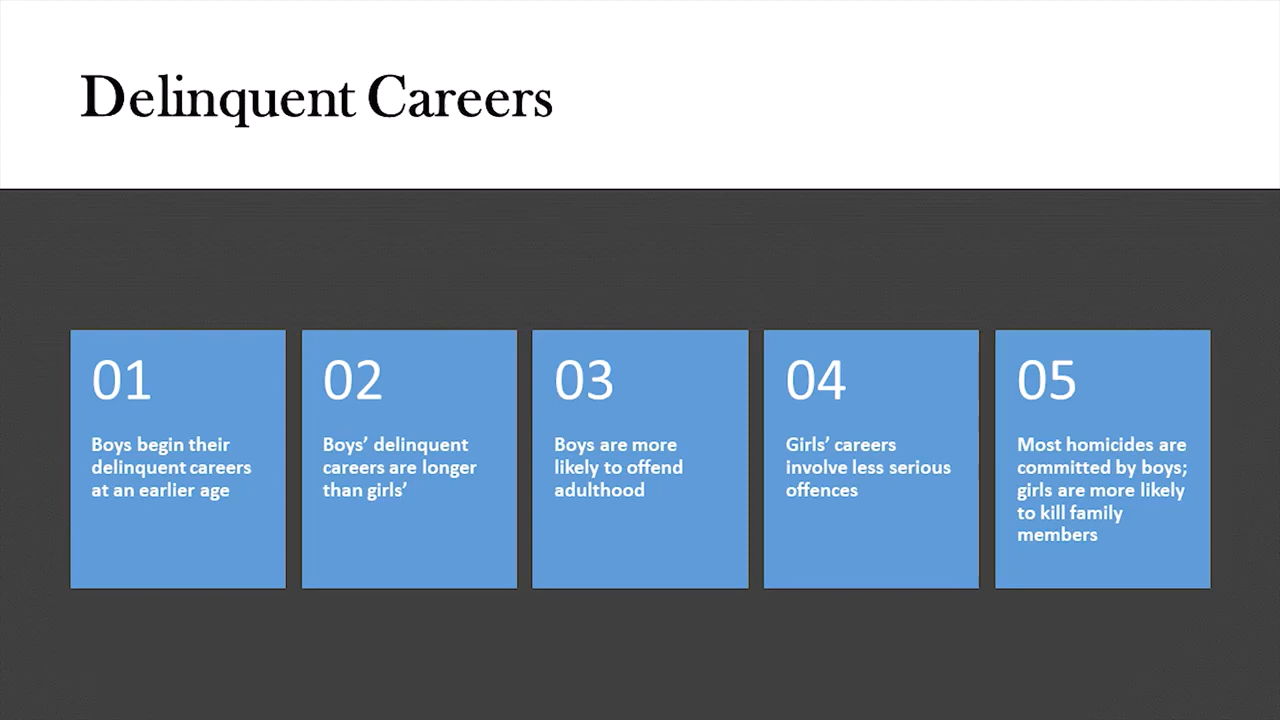 Delinquent Careers
01
Boys begin their
delinquent careers
at an earlier age
02
Boys’ delinquent
careers are longer
than girls’
03
Boys are more
likely to offend
adulthood
04
Girls’ careers
involve less serious
offences
05
Most homicides are
committed by boys;
girls are more likely
to kill family
members